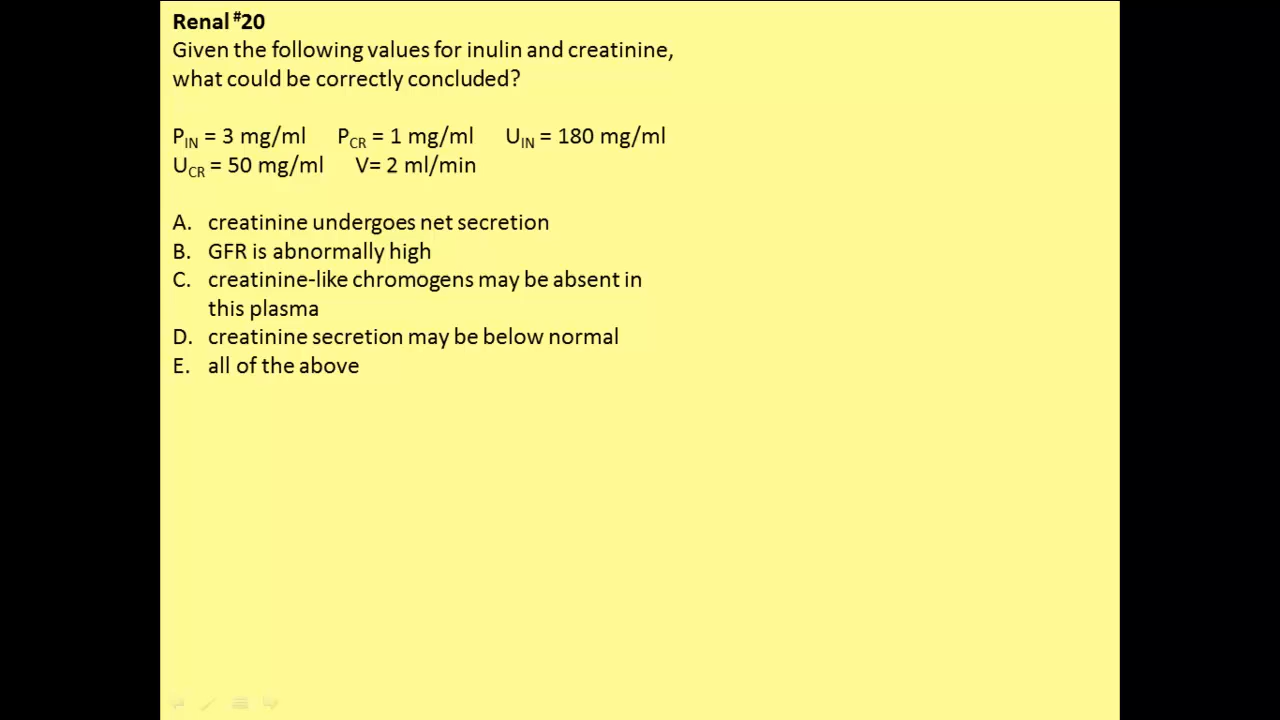 Renal #20
Given the following values for inulin and creatinine,
what could be correctly concluded?
PIN = 3 mg/ml PCR = 1 mg/ml UIN = 180 mg/ml
UCR = 50 mg/ml V= 2 ml/min
A. creatinine undergoes net secretion
B. GFR is abnormally high
C. creatinine-like chromogens may be absent in
this plasma
D. creatinine secretion may be below normal
E. all of the above